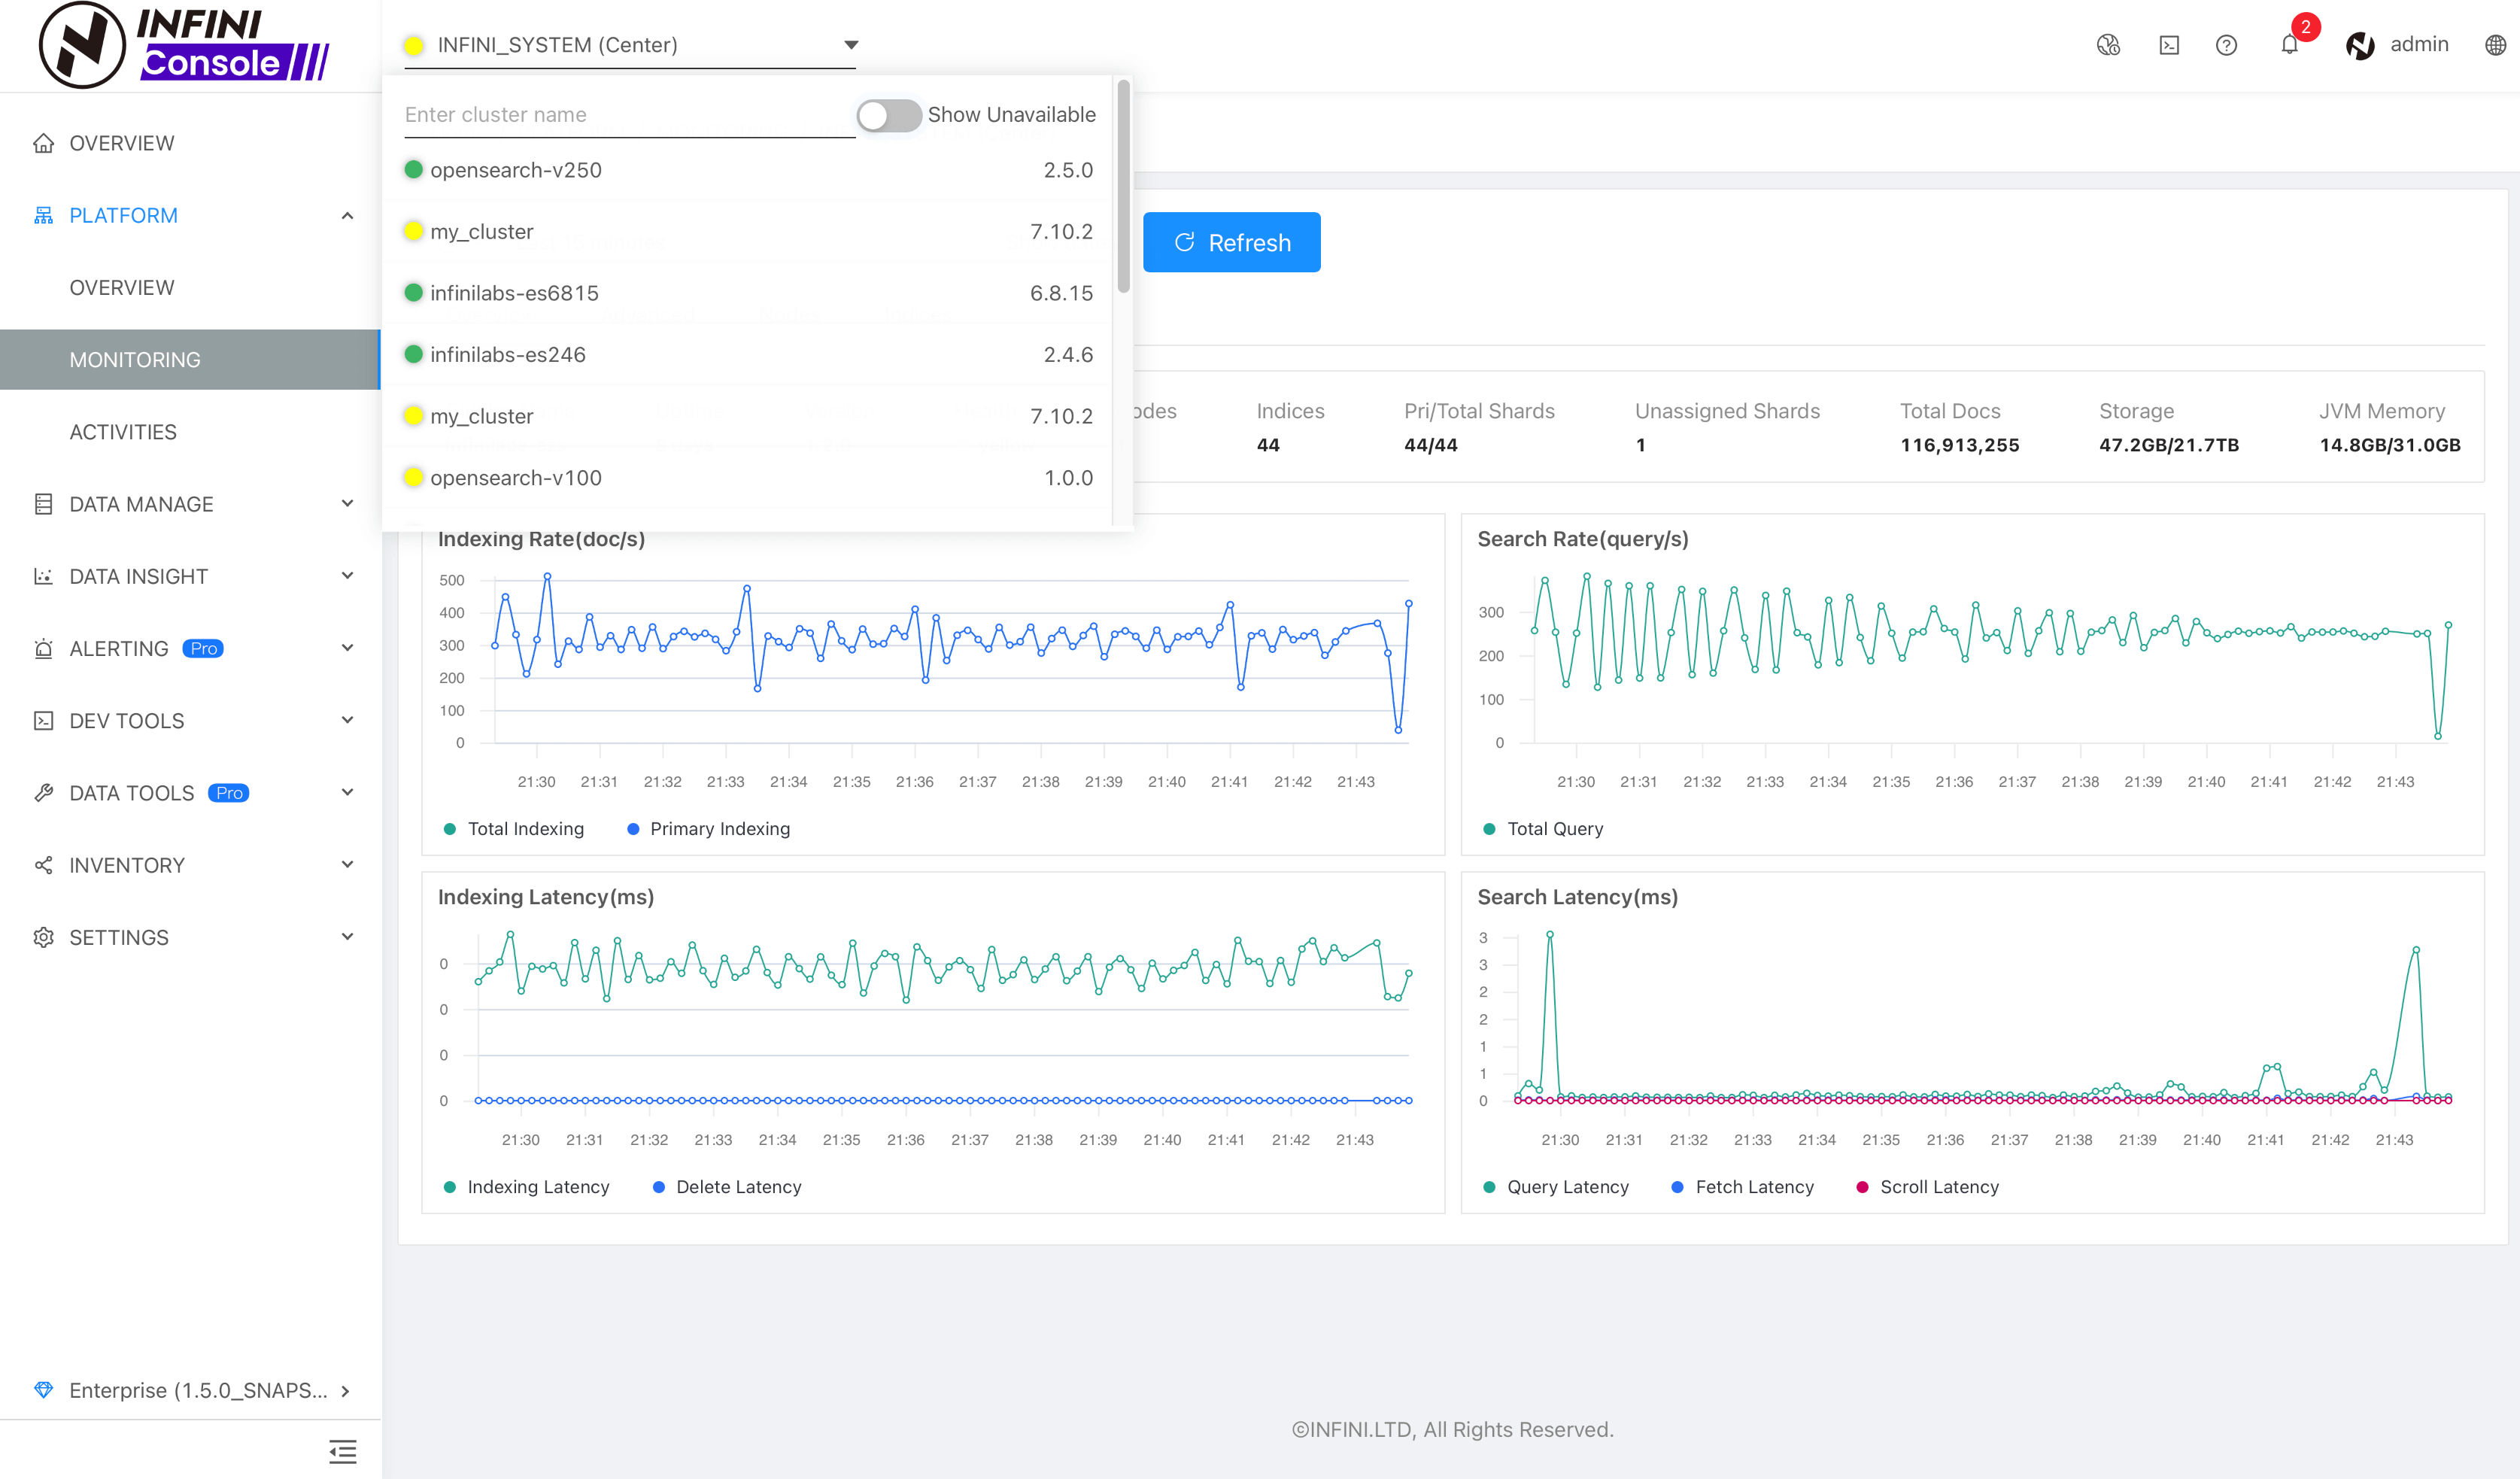 INFINI
Console
INFINI_SYSTEM (Center)
2
admin
Enter cluster name
Show Unavailable
opensearch-v250 2.5.0
my_cluster 7.10.2
infinilabs-es6815 6.8.15
infinilabs-es246 2.4.6
my_cluster 7.10.2
opensearch-v100 1.0.0
OVERVIEW
PLATFORM
OVERVIEW
MONITORING
ACTIVITIES
DATA MANAGE
DATA INSIGHT
ALERTING Pro
DEV TOOLS
DATA TOOLS Pro
INVENTORY
SETTINGS
Enterprise (1.5.0_SNAPS...
Refresh
Indices Pri/Total Shards Unassigned Shards Total Docs Storage JVM Memory
44 44/44 1 116,913,255 47.2GB/21.7TB 14.8GB/31.0GB
Indexing Rate(doc/s)
500
400
300
200
100
0
21:30 21:31 21:32 21:33 21:34 21:35 21:36 21:37 21:38 21:39 21:40 21:41 21:42 21:43
Total Indexing Primary Indexing
Search Rate(query/s)
300
200
100
0
21:30 21:31 21:32 21:33 21:34 21:35 21:36 21:37 21:38 21:39 21:40 21:41 21:42 21:43
Total Query
Indexing Latency(ms)
0
0
0
0
21:30 21:31 21:32 21:33 21:34 21:35 21:36 21:37 21:38 21:39 21:40 21:41 21:42 21:43
Indexing Latency Delete Latency
Search Latency(ms)
3
3
2
2
1
1
0
21:30 21:31 21:32 21:33 21:34 21:35 21:36 21:37 21:38 21:39 21:40 21:41 21:42 21:43
Query Latency Fetch Latency Scroll Latency
©INFINI.LTD, All Rights Reserved.